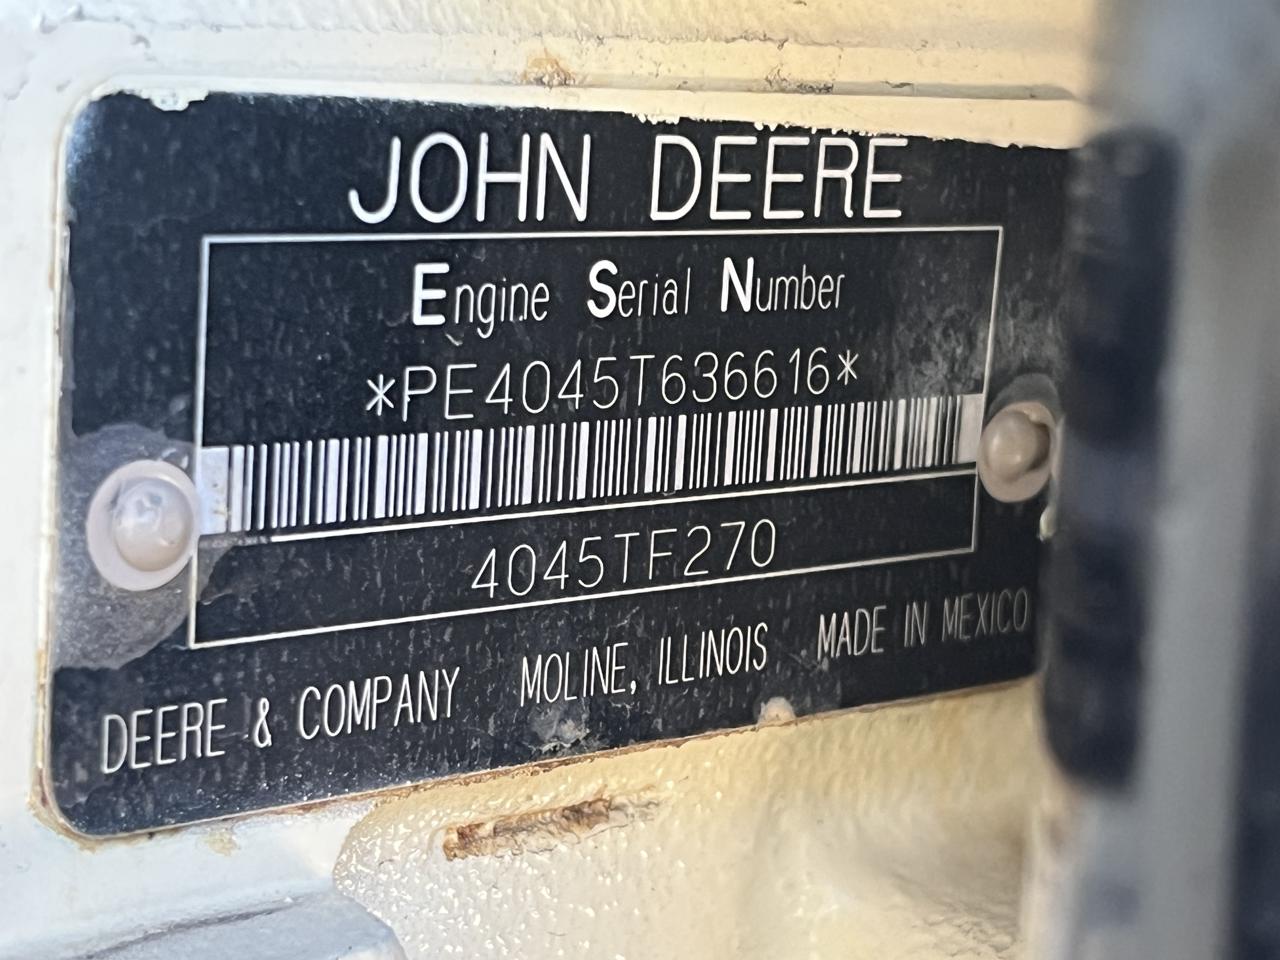 JOHN DEERE
Engine Serial Number
*PE4045T636616*
4045TF270
DEERE & COMPANY MOLINE, ILLINOIS MADE IN MEXICO